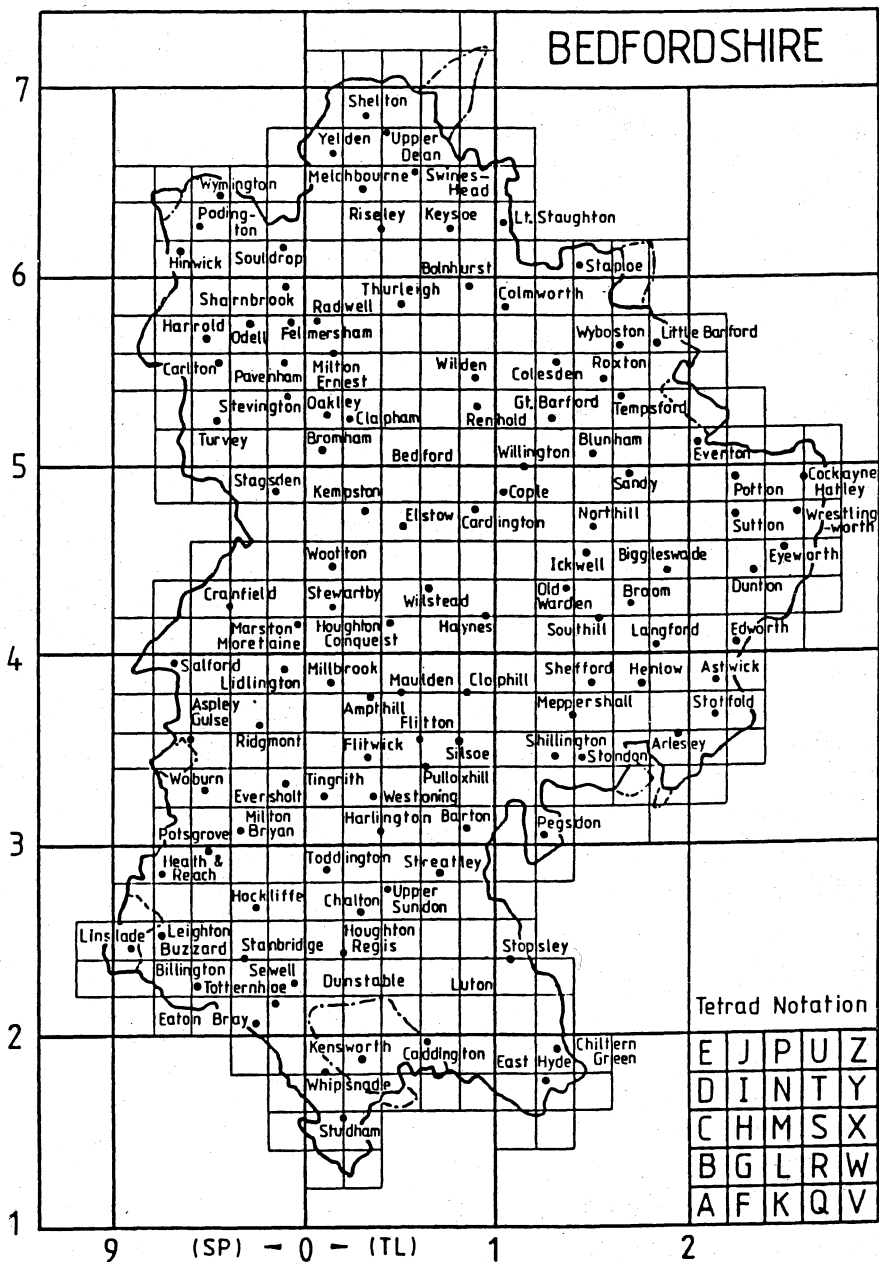 BEDFORDSHIRE
7
Shelton
Yelden
Upper
Dean
Melchbourne
Swines-
Head
Wymington
Poding-
ton
Riseley
Keysoe
Lt. Staughton
Hinwick
Souldrop
Bolnhurst
Staploe
6
Sharnbrook
Thurleigh
Colmworth
Radwell
Harrold
Odell
Felmersham
Wyboston
Little Barford
Carlton
Pavenham
Milton
Ernest
Wilden
Colesden
Roxton
Stevington
Oakley
Clapham
Renhold
Gt. Barford
Tempsford
Turvey
Bromham
Bedford
Willington
Blunham
Everton
5
Stagsden
Kempston
Cople
Sandy
Potton
Cockayne
Hatley
Elstow
Cardington
Northill
Sutton
Wrestling
-worth
Wootton
Ickwell
Biggleswade
Eyeworth
Cranfield
Stewartby
Wilstead
Old
Warden
Broom
Dunton
Marston
Moretaine
Houghton
Conquest
Haynes
Southill
Langford
Edworth
4
Salford
Lidlington
Millbrook
Maulden
Clophill
Shefford
Henlow
Astwick
Aspley
Guise
Ampthill
Meppershall
Stotfold
Ridgmont
Flitton
Flitwick
Silsoe
Shillington
Stondon
Arlesey
Woburn
Eversholt
Tingrith
Westoning
Pulloxhill
Potsgrove
Milton
Bryan
Harlington
Barton
Pegsdon
3
Health &
Reach
Toddington
Streatley
Hockliffe
Chalton
Upper
Sundon
Linslade
Leighton
Buzzard
Stanbridge
Houghton
Regis
Stopsley
Billington
Totternhoe
Sewell
Dunstable
Luton
Eaton Bray
Tetrad Notation
2
Kensworth
Caddington
East Hyde
Chiltern
Green
Whipsnade
Studham
E J P U Z
D I N T Y
C H M S X
B G L R W
A F K Q V
1
9 (SP) - 0 - (TL) 1 2